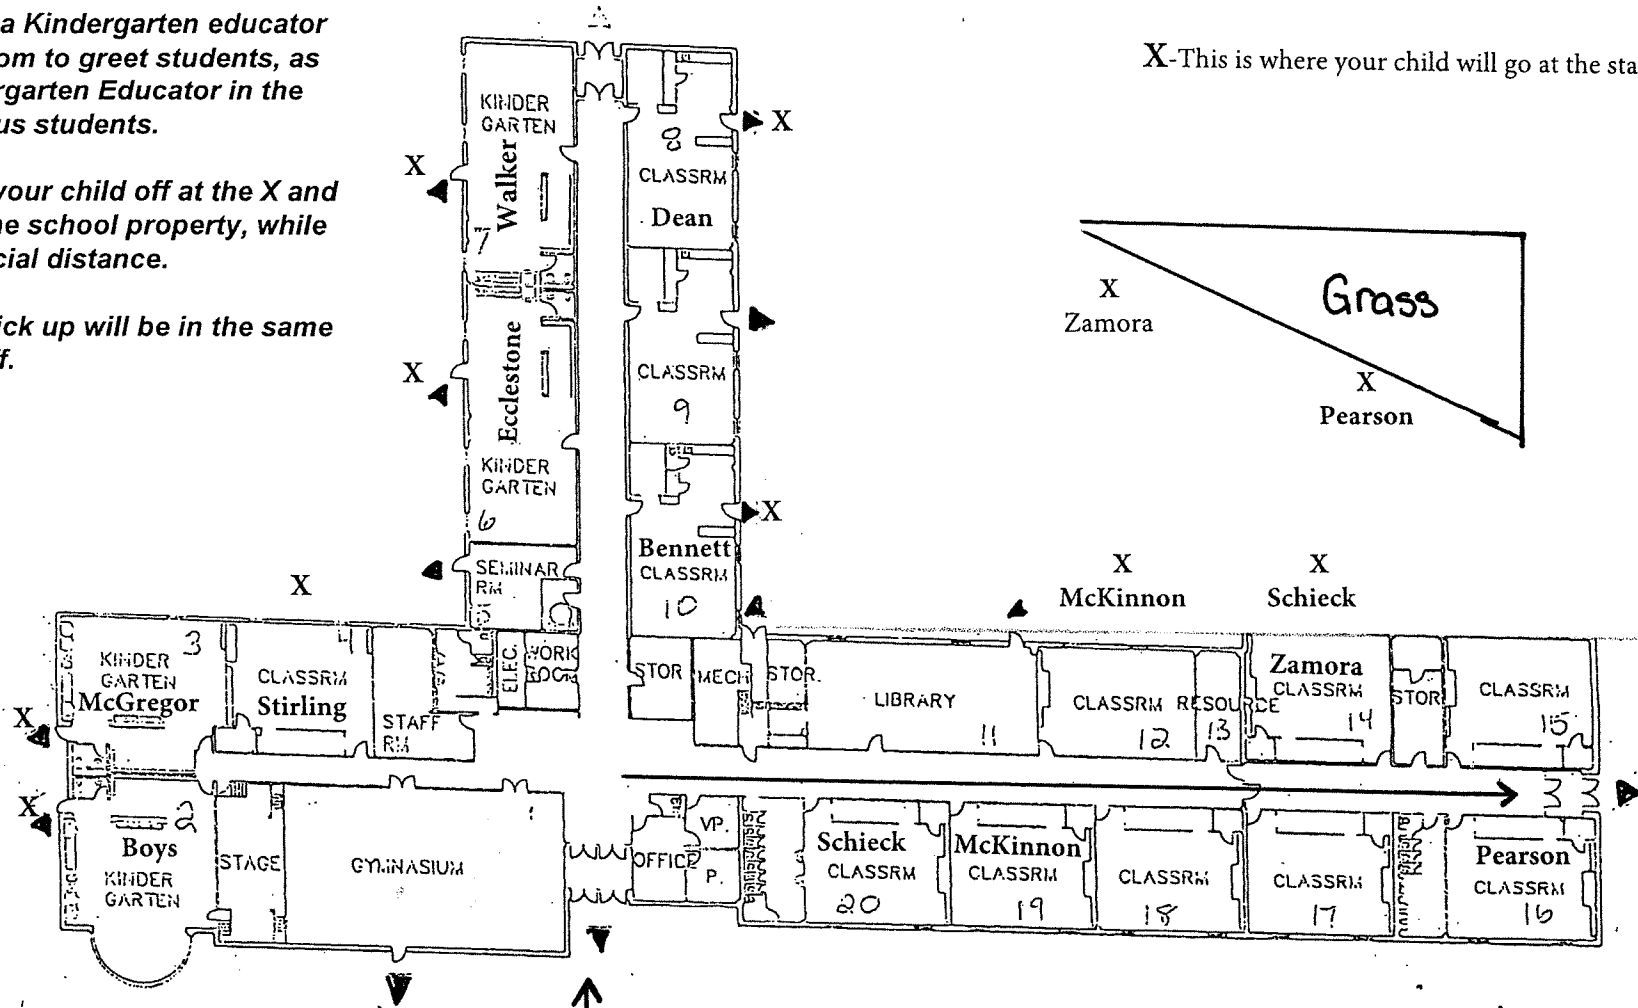 a Kindergarten educator
om to greet students, as
rgarten Educator in the
us students.
your child off at the X and
he school property, while
cial distance.
ick up will be in the same
f.
X-This is where your child will go at the sta
KINDER
GARTEN
Walker
7
X
8
CLASSRM
Dean
X
X
Ecclestone
KINDER
GARTEN
6
CLASSRM
9
X
Bennett
CLASSRM
10
SEMINAR
RM
Grass
X
Zamora
X
Pearson
X
McKinnon
X
Schieck
X
3
KINDER
GARTEN
McGregor
X
CLASSRM
Stirling
STAFF
RM
ELEC.
WORK
ROOM
STOR
MECH
STOR.
LIBRARY
11
CLASSRM
12
RESOURCE
13
Zamora
CLASSRM
14
STOR
CLASSRM
15
X
2
Boys
KINDER
GARTEN
STAGE
GYMNASIUM
OFFICE
VP.
P.
Schieck
CLASSRM
20
McKinnon
CLASSRM
19
CLASSRM
18
CLASSRM
17
Pearson
CLASSRM
16